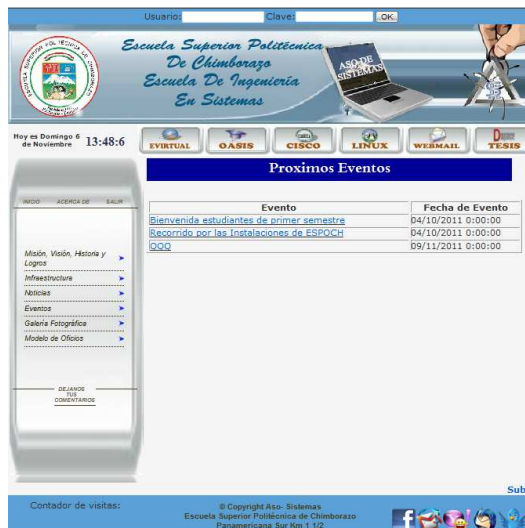 Usuario: Clave: OK
Escuela Superior Politécnica
De Chimborazo
Escuela De Ingeniería
En Sistemas
ASO DE
SISTEMAS
Hoy es Domingo 6
de Noviembre
13:48:6
EVIRTUAL OASIS CISCO LINUX WEBMAIL TESIS
Proximos Eventos
INICIO ACERCA DE SALIR
Evento Fecha de Evento
Bienvenida estudiantes de primer semestre 04/10/2011 0:00:00
Recorrido por las Instalaciones de ESPOCH 04/10/2011 0:00:00
OOO 09/11/2011 0:00:00
Misión, Visión, Historia y
Logros
Infreestructura
Noticias
Eventos
Galería Fotográfica
Modelo de Oficios
DEJANOS
TUS
COMENTARIOS
Sub
Contador de visitas:
© Copyright Aso- Sistemas
Escuela Superior Politécnica de Chimborazo
Panamericana Sur Km 1 1/2